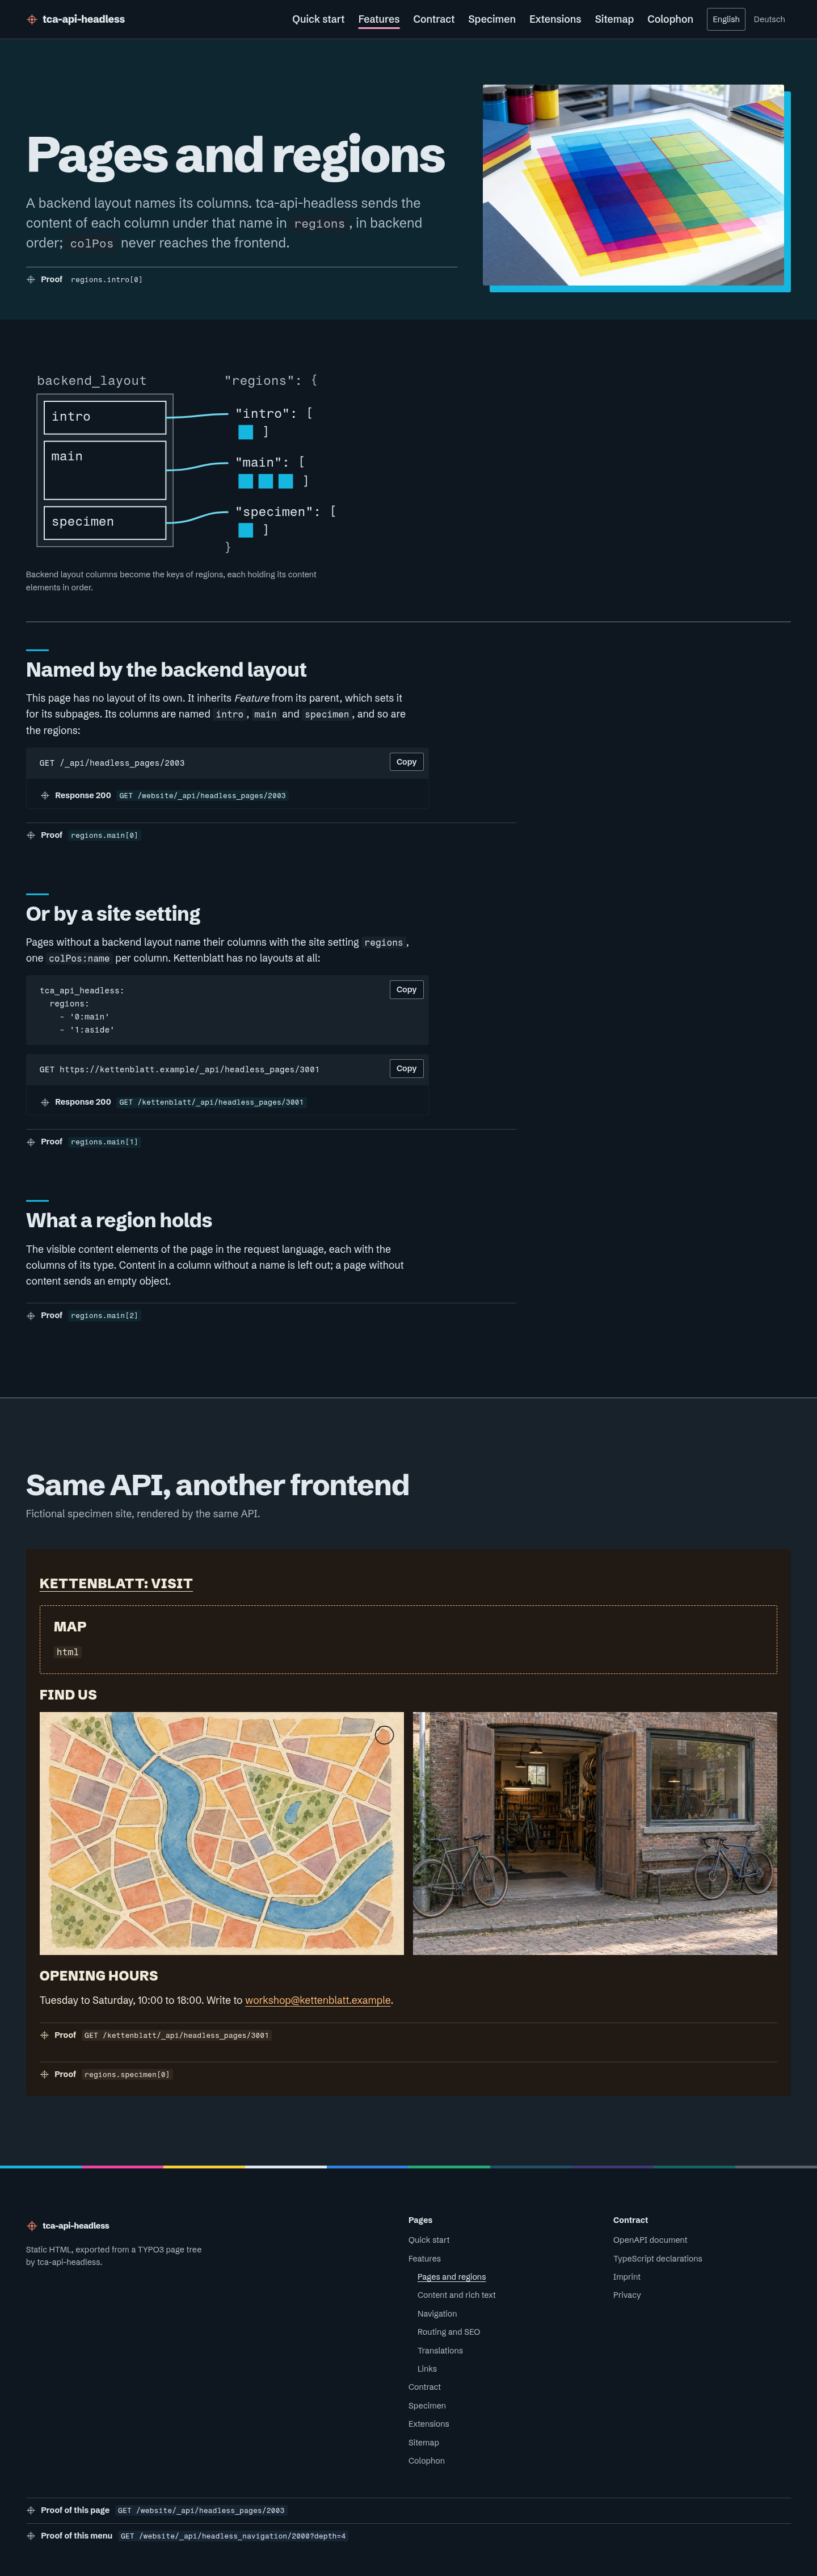 tca-api-headless
Quick start Features Contract Specimen Extensions Sitemap Colophon English Deutsch
Pages and regions
A backend layout names its columns. tca-api-headless sends the
content of each column under that name in regions, in backend
order; colPos never reaches the frontend.
Proof regions.intro[0]
backend_layout
intro
main
specimen
"regions": {
"intro": [
]
"main": [
]
"specimen": [
]
}
Backend layout columns become the keys of regions, each holding its content
elements in order.
Named by the backend layout
This page has no layout of its own. It inherits Feature from its parent, which sets it
for its subpages. Its columns are named intro, main and specimen, and so are
the regions:
GET /_api/headless_pages/2003
Copy
Response 200 GET /website/_api/headless_pages/2003
Proof regions.main[0]
Or by a site setting
Pages without a backend layout name their columns with the site setting regions,
one colPos:name per column. Kettenblatt has no layouts at all:
tca_api_headless:
  regions:
    - '0:main'
    - '1:aside'
Copy
GET https://kettenblatt.example/_api/headless_pages/3001
Copy
Response 200 GET /kettenblatt/_api/headless_pages/3001
Proof regions.main[1]
What a region holds
The visible content elements of the page in the request language, each with the
columns of its type. Content in a column without a name is left out; a page without
content sends an empty object.
Proof regions.main[2]
Same API, another frontend
Fictional specimen site, rendered by the same API.
KETTENBLATT: VISIT
MAP
html
FIND US
OPENING HOURS
Tuesday to Saturday, 10:00 to 18:00. Write to workshop@kettenblatt.example.
Proof GET /kettenblatt/_api/headless_pages/3001
Proof regions.specimen[0]
tca-api-headless
Static HTML, exported from a TYPO3 page tree
by tca-api-headless.
Pages
Quick start
Features
Pages and regions
Content and rich text
Navigation
Routing and SEO
Translations
Links
Contract
Specimen
Extensions
Sitemap
Colophon
Contract
OpenAPI document
TypeScript declarations
Imprint
Privacy
Proof of this page GET /website/_api/headless_pages/2003
Proof of this menu GET /website/_api/headless_navigation/2000?depth=4